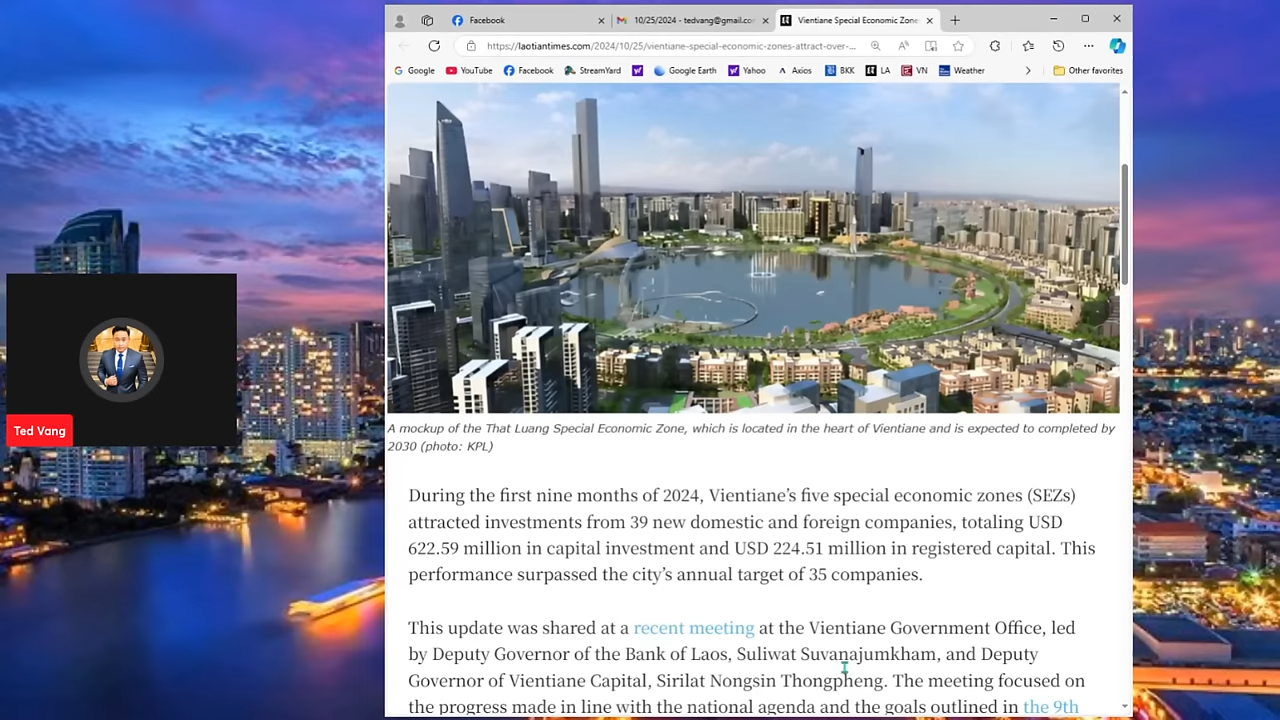 Facebook
10/25/2024 - tedvang@gmail.co
Vientiane Special Economic Zone
https://laotiantimes.com/2024/10/25/vientiane-special-economic-zones-attract-over-...
Google
YouTube
Facebook
StreamYard
Google Earth
Yahoo
Axios
BKK
LA
VN
Weather
Other favorites
Ted Vang
A mockup of the That Luang Special Economic Zone, which is located in the heart of Vientiane and is expected to completed by
2030 (photo: KPL)
During the first nine months of 2024, Vientiane’s five special economic zones (SEZs)
attracted investments from 39 new domestic and foreign companies, totaling USD
622.59 million in capital investment and USD 224.51 million in registered capital. This
performance surpassed the city’s annual target of 35 companies.
This update was shared at a recent meeting at the Vientiane Government Office, led
by Deputy Governor of the Bank of Laos, Suliwat Suvanajumkham, and Deputy
Governor of Vientiane Capital, Sirilat Nongsin Thongpheng. The meeting focused on
the progress made in line with the national agenda and the goals outlined in the 9th